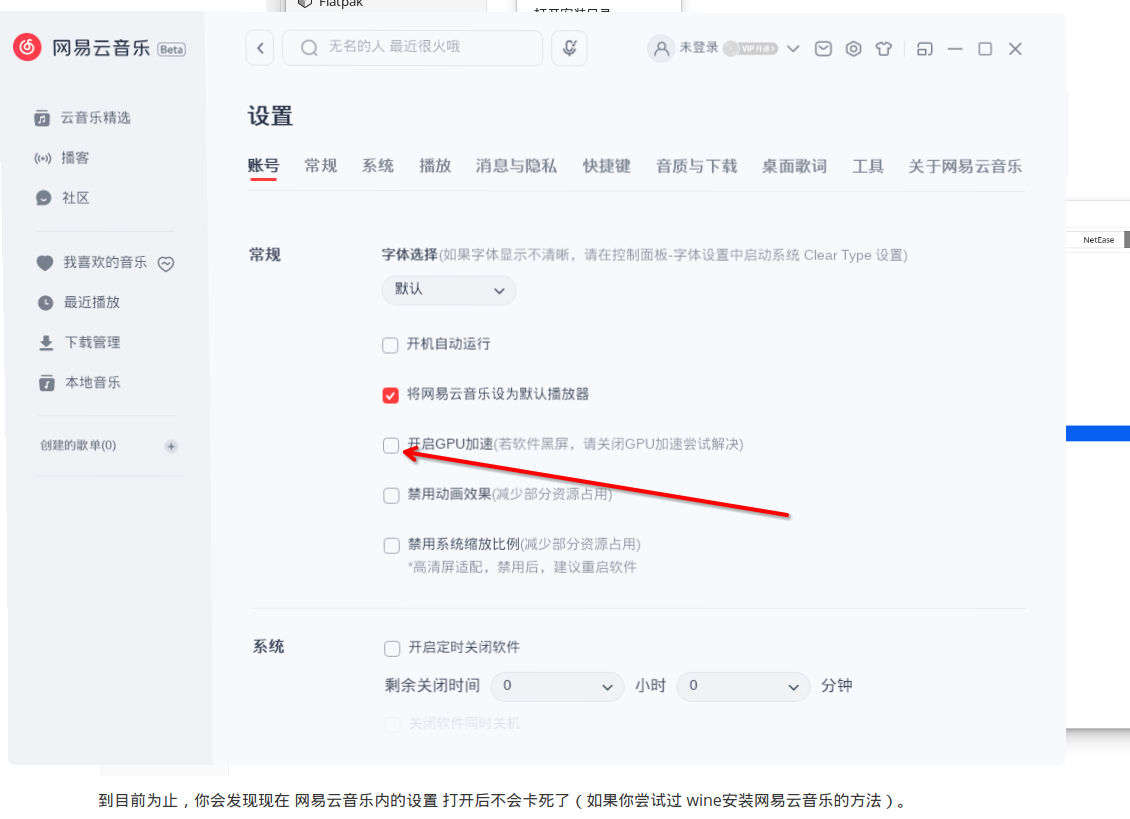 Flatpak
打开安装目录
网易云音乐 Beta
无名的人 最近很火哦
未登录 VIP开通
云音乐精选
播客
社区
我喜欢的音乐
最近播放
下载管理
本地音乐
创建的歌单(0)
设置
账号 常规 系统 播放 消息与隐私 快捷键 音质与下载 桌面歌词 工具 关于网易云音乐
常规
字体选择(如果字体显示不清晰，请在控制面板-字体设置中启动系统 Clear Type 设置)
默认
开机自动运行
将网易云音乐设为默认播放器
开启GPU加速(若软件黑屏，请关闭GPU加速尝试解决)
禁用动画效果(减少部分资源占用)
禁用系统缩放比例(减少部分资源占用)
*高清屏适配，禁用后，建议重启软件
系统
开启定时关闭软件
剩余关闭时间 0 小时 0 分钟
关闭软件同时关机
NetEase
到目前为止，你会发现现在 网易云音乐内的设置 打开后不会卡死了（如果你尝试过 wine安装网易云音乐的方法）。